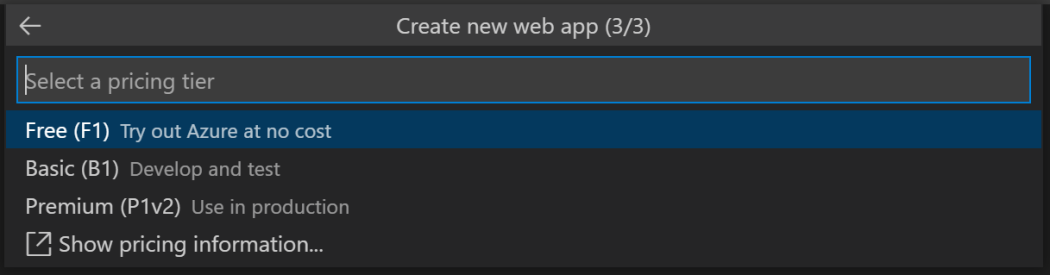 Create new web app (3/3)
Select a pricing tier
Free (F1) Try out Azure at no cost
Basic (B1) Develop and test
Premium (P1v2) Use in production
Show pricing information...